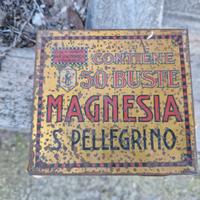 CONTIENE
50 BUSTE
MAGNESIA
S. PELLEGRINO